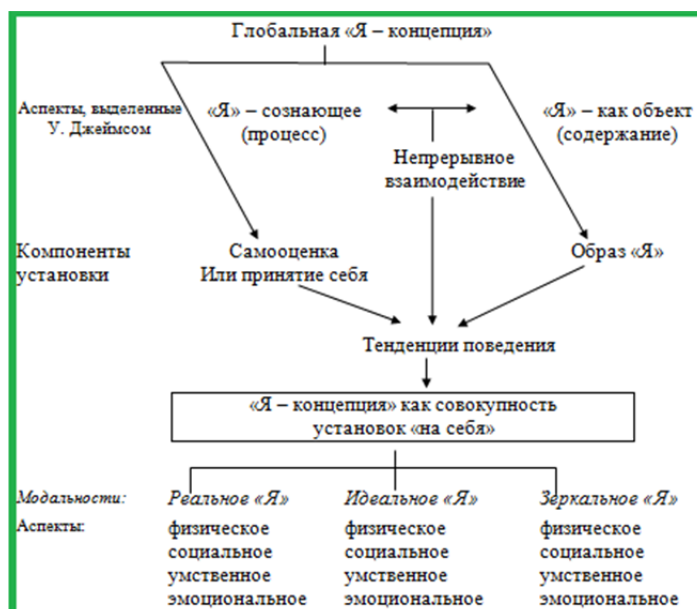 Глобальная «Я – концепция»
Аспекты, выделенные
У. Джеймсом
«Я» – сознающее
(процесс)
«Я» – как объект
(содержание)
Непрерывное
взаимодействие
Компоненты
установки
Самооценка
Или принятие себя
Образ «Я»
Тенденции поведения
«Я – концепция» как совокупность
установок «на себя»
Модальности: Реальное «Я» Идеальное «Я» Зеркальное «Я»
Аспекты: физическое физическое физическое
социальное социальное социальное
умственное умственное умственное
эмоциональное эмоциональное эмоциональное